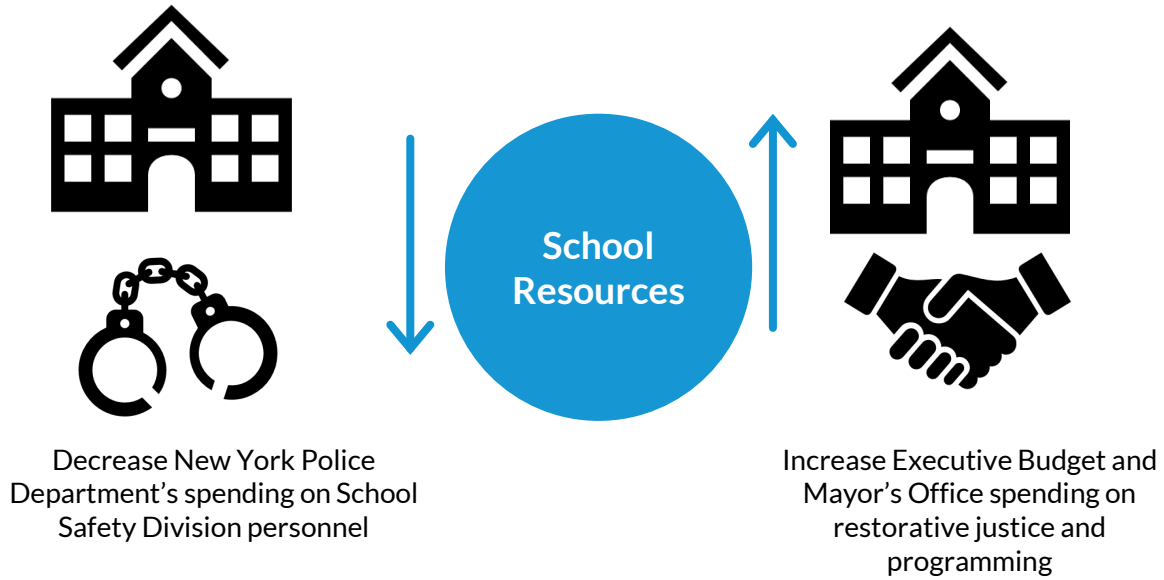 School
Resources
Decrease New York Police
Department’s spending on School
Safety Division personnel
Increase Executive Budget and
Mayor’s Office spending on
restorative justice and
programming